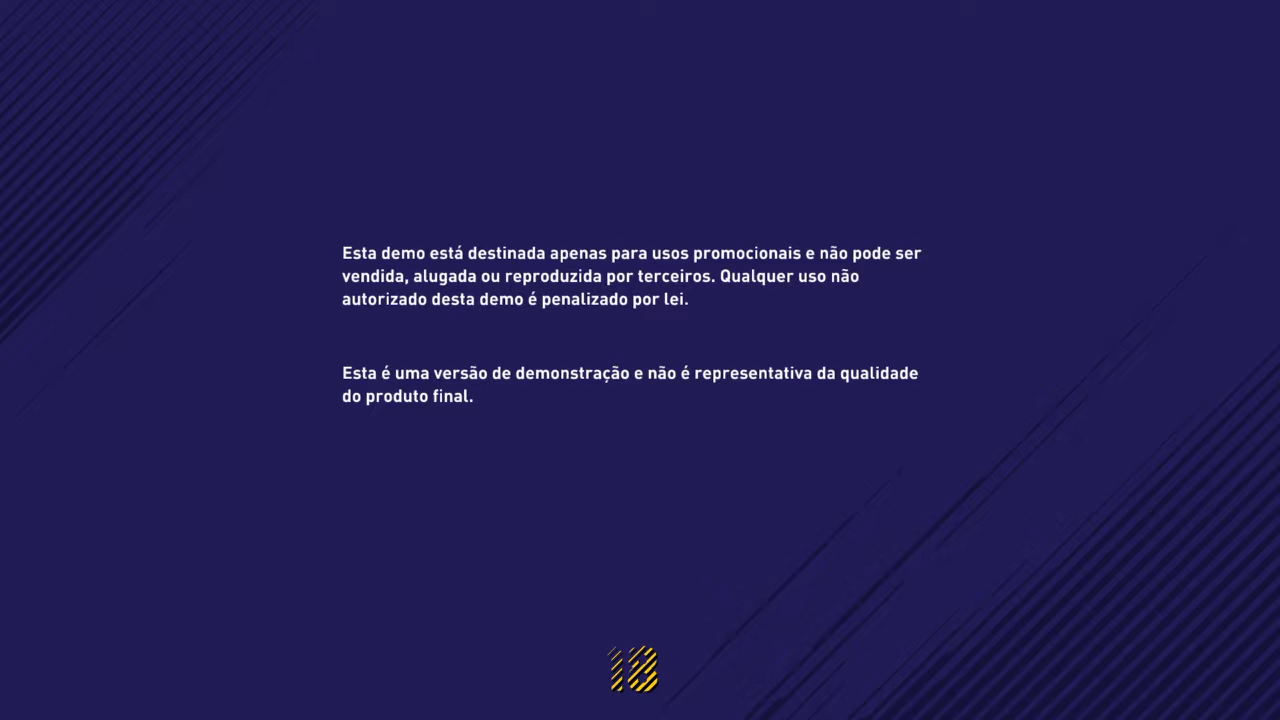 Esta demo está destinada apenas para usos promocionais e não pode ser
vendida, alugada ou reproduzida por terceiros. Qualquer uso não
autorizado desta demo é penalizado por lei.
Esta é uma versão de demonstração e não é representativa da qualidade
do produto final.
18